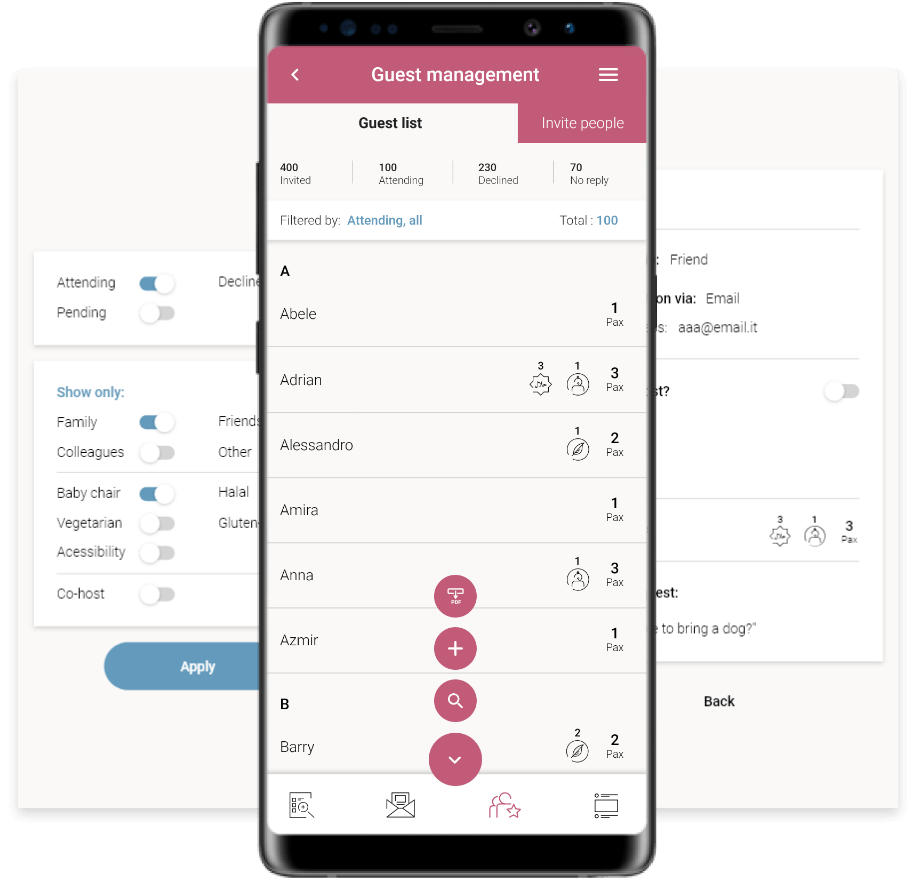 Guest management
Guest list
Invite people
400
Invited
100
Attending
230
Declined
70
No reply
Filtered by: Attending, all
Total : 100
A
Abele
1
Pax
Adrian
3
1
3
Pax
Alessandro
1
2
Pax
Amira
1
Pax
Anna
1
3
Pax
PDF
Azmir
1
Pax
B
Barry
2
2
Pax
Attending
Decline
Pending
Show only:
Family
Friends
Colleagues
Other
Baby chair
Halal
Vegetarian
Gluten-
Acessibility
Co-host
Apply
: Friend
on via: Email
s: aaa@email.it
st?
3
1
3
Pax
est:
e to bring a dog?"
Back